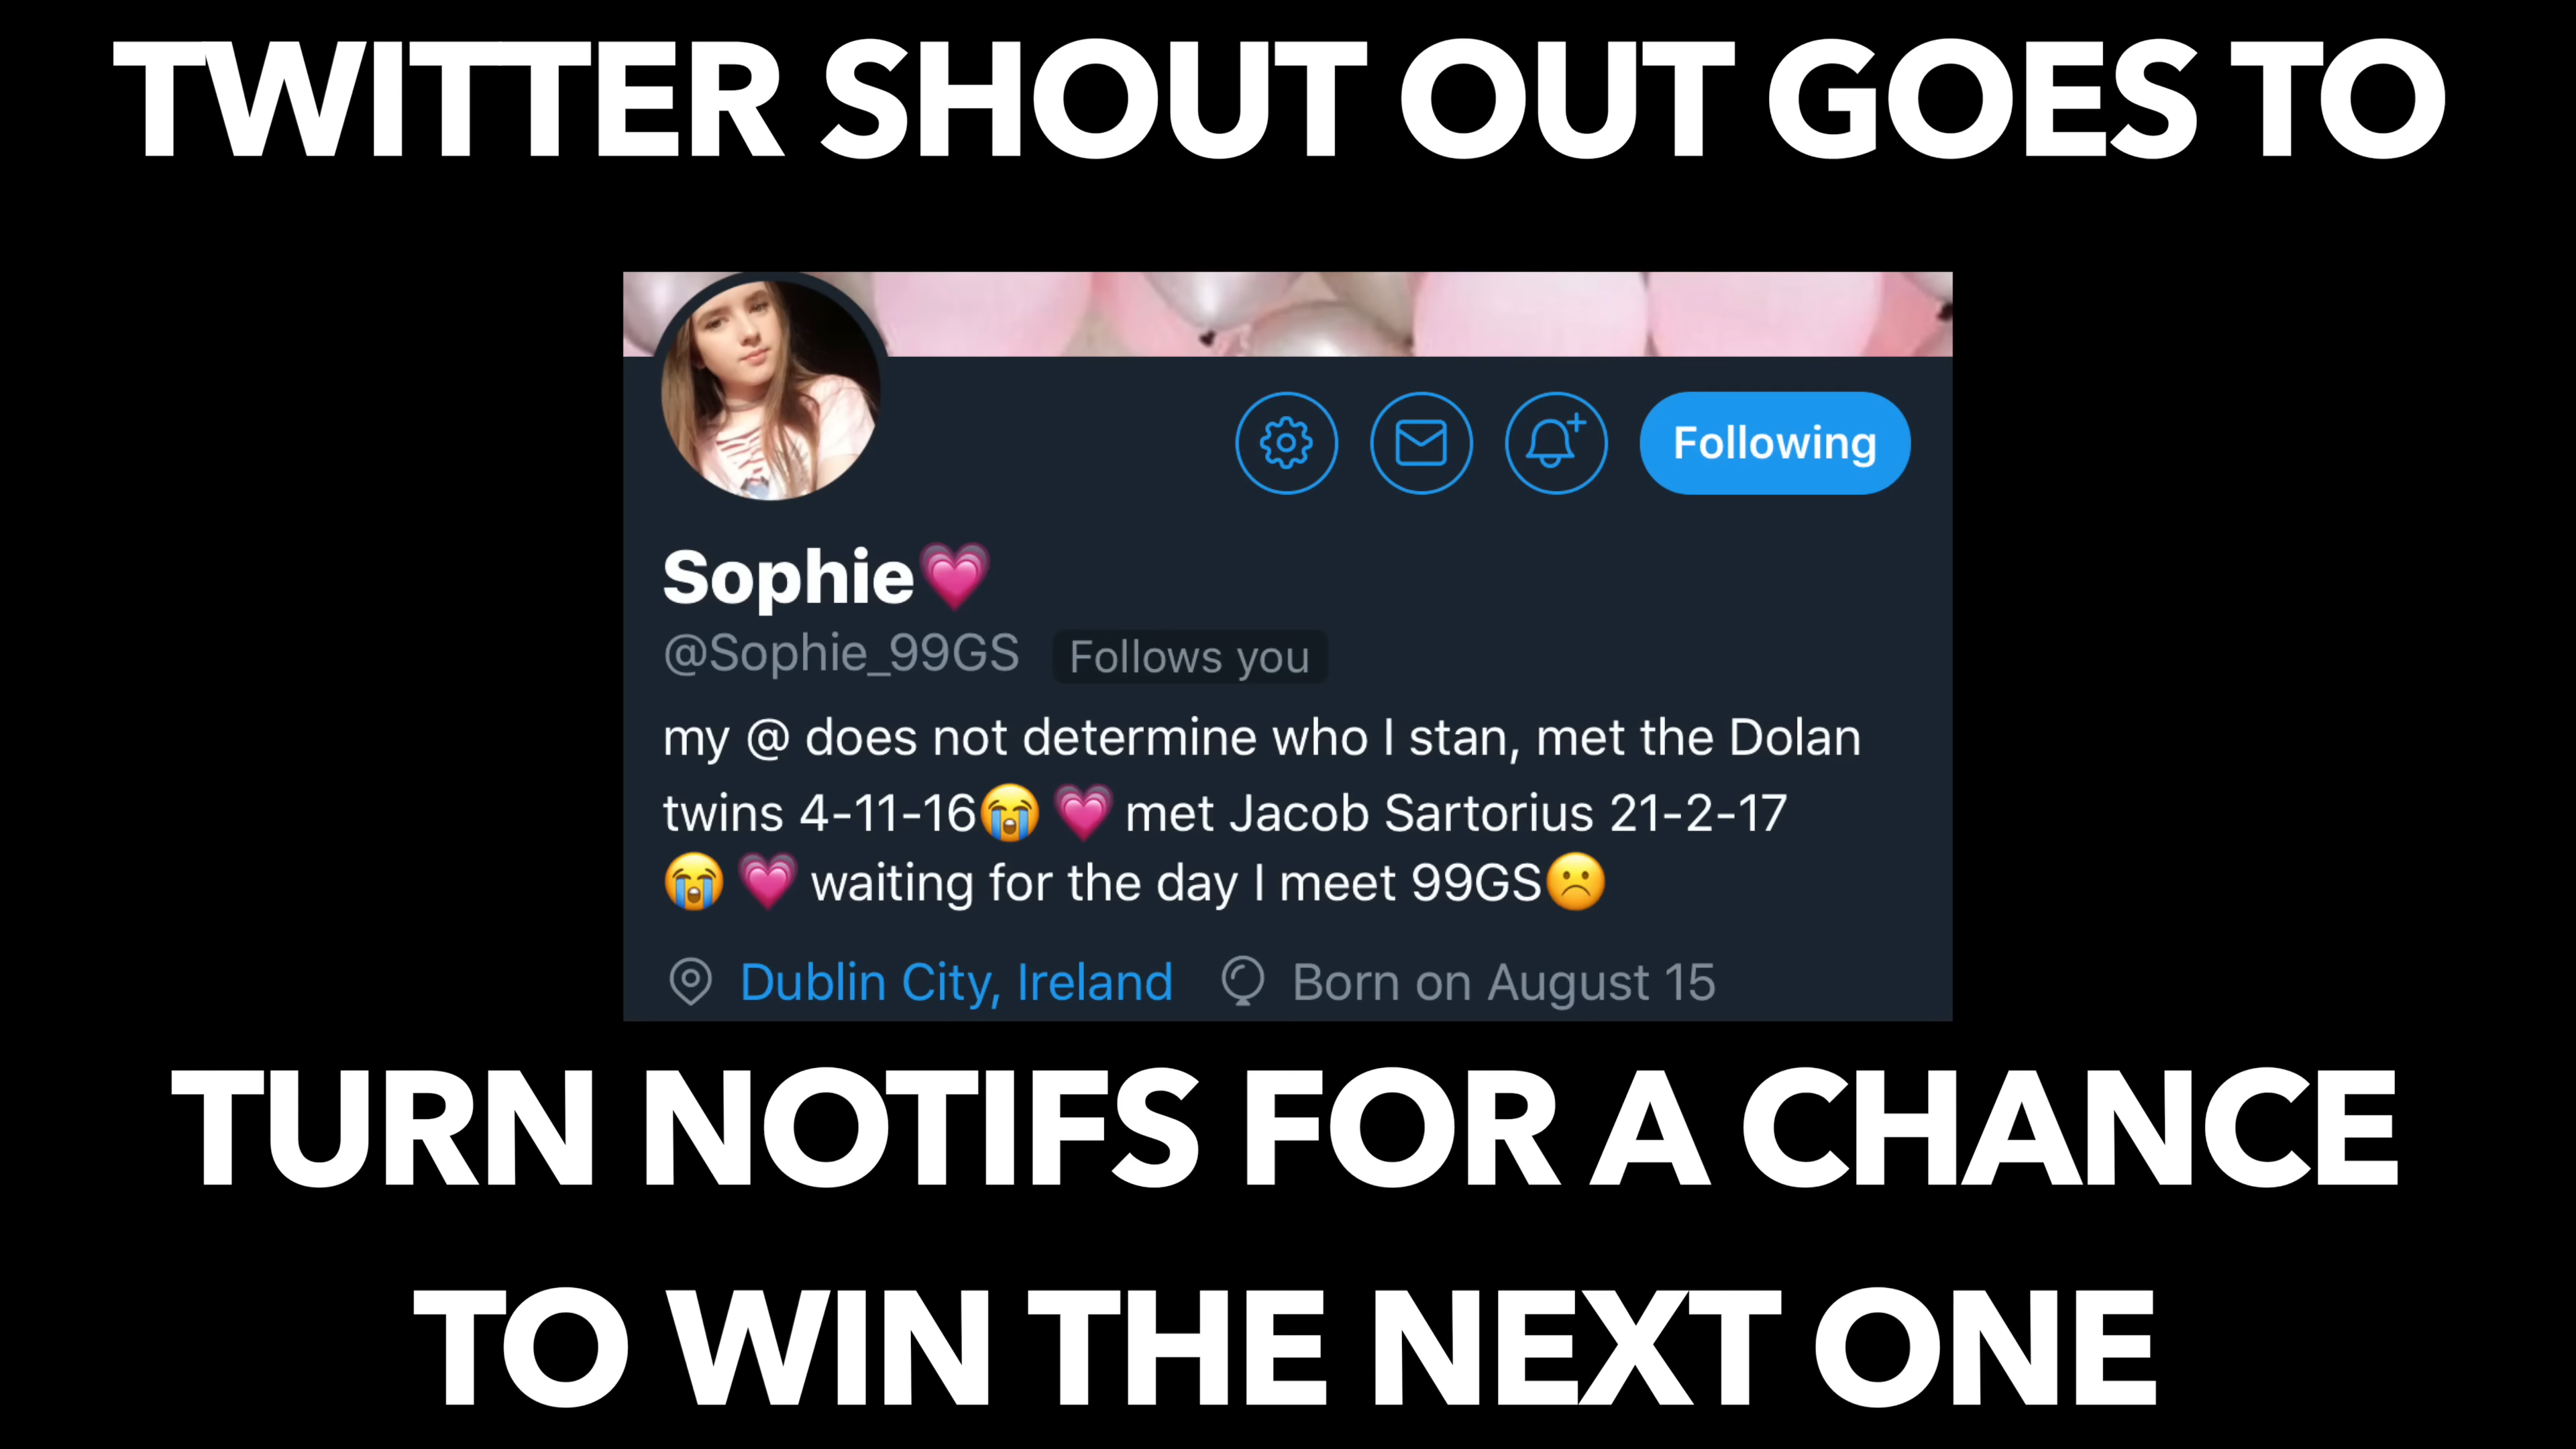 TWITTER SHOUT OUT GOES TO
Following
Sophie💗
@Sophie_99GS Follows you
my @ does not determine who I stan, met the Dolan
twins 4-11-16😭💗 met Jacob Sartorius 21-2-17
😭💗 waiting for the day I meet 99GS🙁
Dublin City, Ireland Born on August 15
TURN NOTIFS FOR A CHANCE
TO WIN THE NEXT ONE